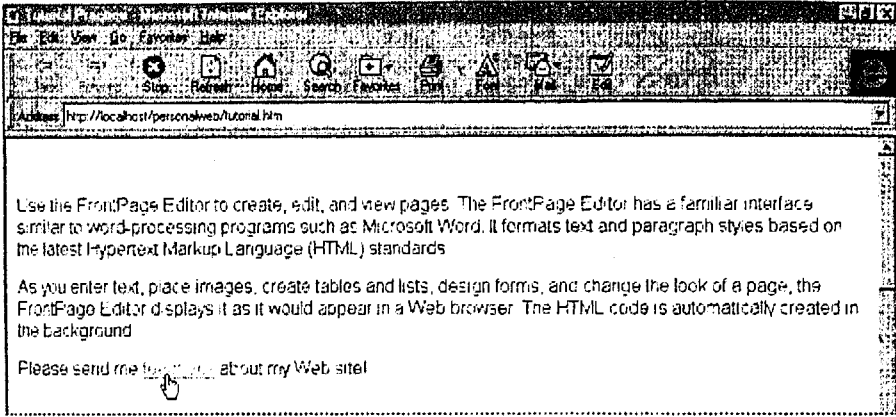 File Edit View Go Favorites Help
Stop Refresh Home Search Favorites Print Font Mail Edit
Address http://localhost/personalweb/tutorial.htm
Use the FrontPage Editor to create, edit, and view pages. The FrontPage Editor has a familiar interface
similar to word-processing programs such as Microsoft Word. It formats text and paragraph styles based on
the latest Hypertext Markup Language (HTML) standards.
As you enter text, place images, create tables and lists, design forms, and change the look of a page, the
FrontPage Editor displays it as it would appear in a Web browser. The HTML code is automatically created in
the background.
Please send me about my Web site!